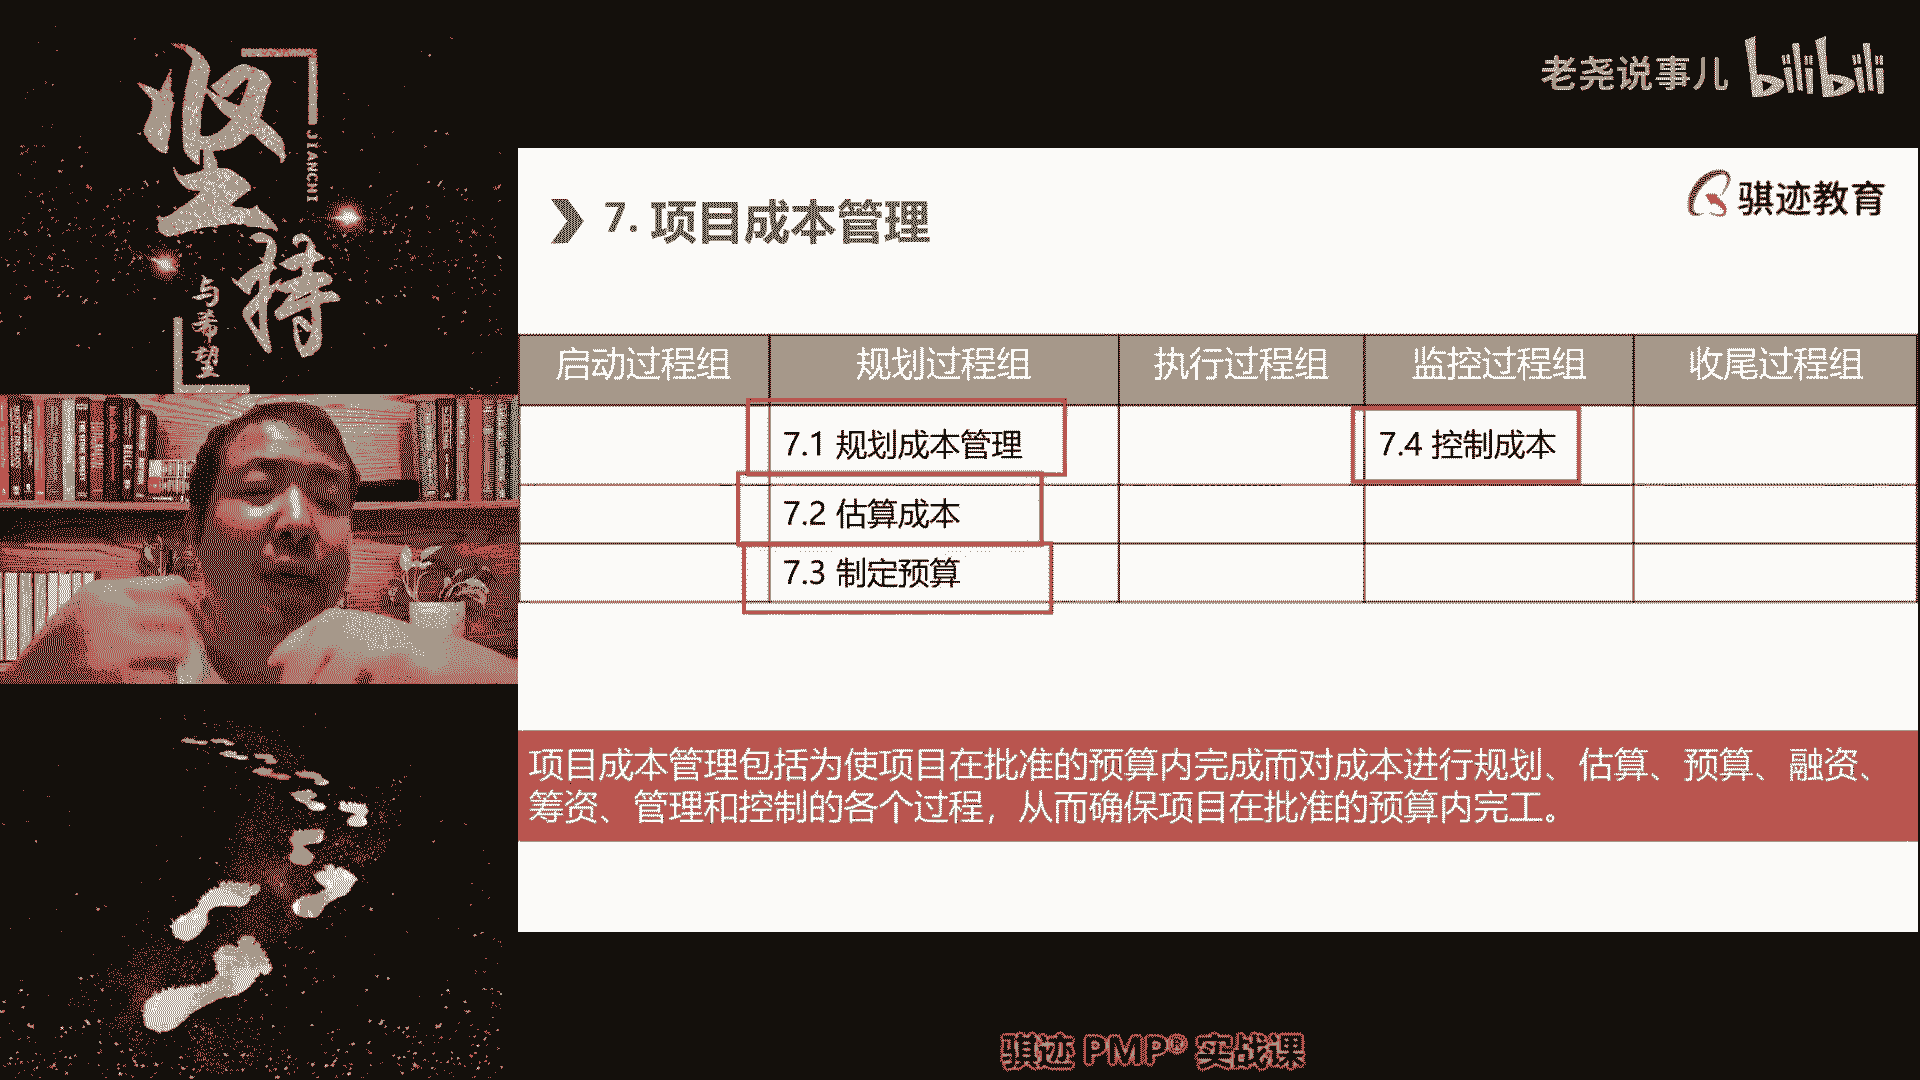 坚持
JIANCHI
与希望
老尧说事儿 bilibili
骐迹教育
7. 项目成本管理
启动过程组 规划过程组 执行过程组 监控过程组 收尾过程组
7.1 规划成本管理 7.4 控制成本
7.2 估算成本
7.3 制定预算
项目成本管理包括为使项目在批准的预算内完成而对成本进行规划、估算、预算、融资、
筹资、管理和控制的各个过程，从而确保项目在批准的预算内完工。
骐迹 PMP® 实战课